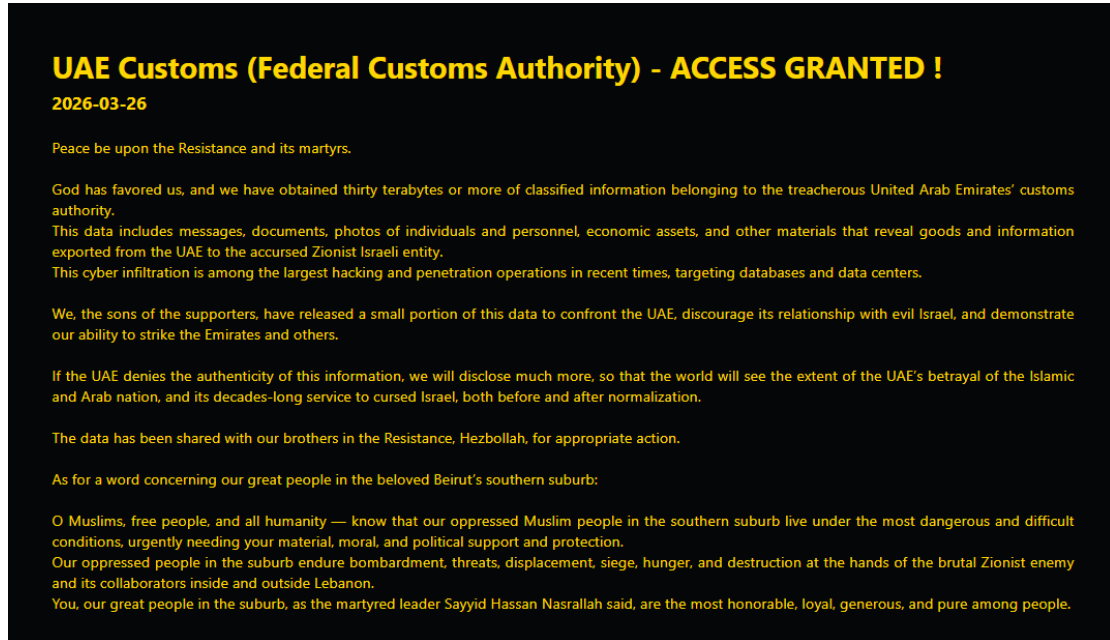 UAE Customs (Federal Customs Authority) - ACCESS GRANTED !
2026-03-26
Peace be upon the Resistance and its martyrs.
God has favored us, and we have obtained thirty terabytes or more of classified information belonging to the treacherous United Arab Emirates’ customs
authority.
This data includes messages, documents, photos of individuals and personnel, economic assets, and other materials that reveal goods and information
exported from the UAE to the accursed Zionist Israeli entity.
This cyber infiltration is among the largest hacking and penetration operations in recent times, targeting databases and data centers.
We, the sons of the supporters, have released a small portion of this data to confront the UAE, discourage its relationship with evil Israel, and demonstrate
our ability to strike the Emirates and others.
If the UAE denies the authenticity of this information, we will disclose much more, so that the world will see the extent of the UAE’s betrayal of the Islamic
and Arab nation, and its decades-long service to cursed Israel, both before and after normalization.
The data has been shared with our brothers in the Resistance, Hezbollah, for appropriate action.
As for a word concerning our great people in the beloved Beirut’s southern suburb:
O Muslims, free people, and all humanity — know that our oppressed Muslim people in the southern suburb live under the most dangerous and difficult
conditions, urgently needing your material, moral, and political support and protection.
Our oppressed people in the suburb endure bombardment, threats, displacement, siege, hunger, and destruction at the hands of the brutal Zionist enemy
and its collaborators inside and outside Lebanon.
You, our great people in the suburb, as the martyred leader Sayyid Hassan Nasrallah said, are the most honorable, loyal, generous, and pure among people.